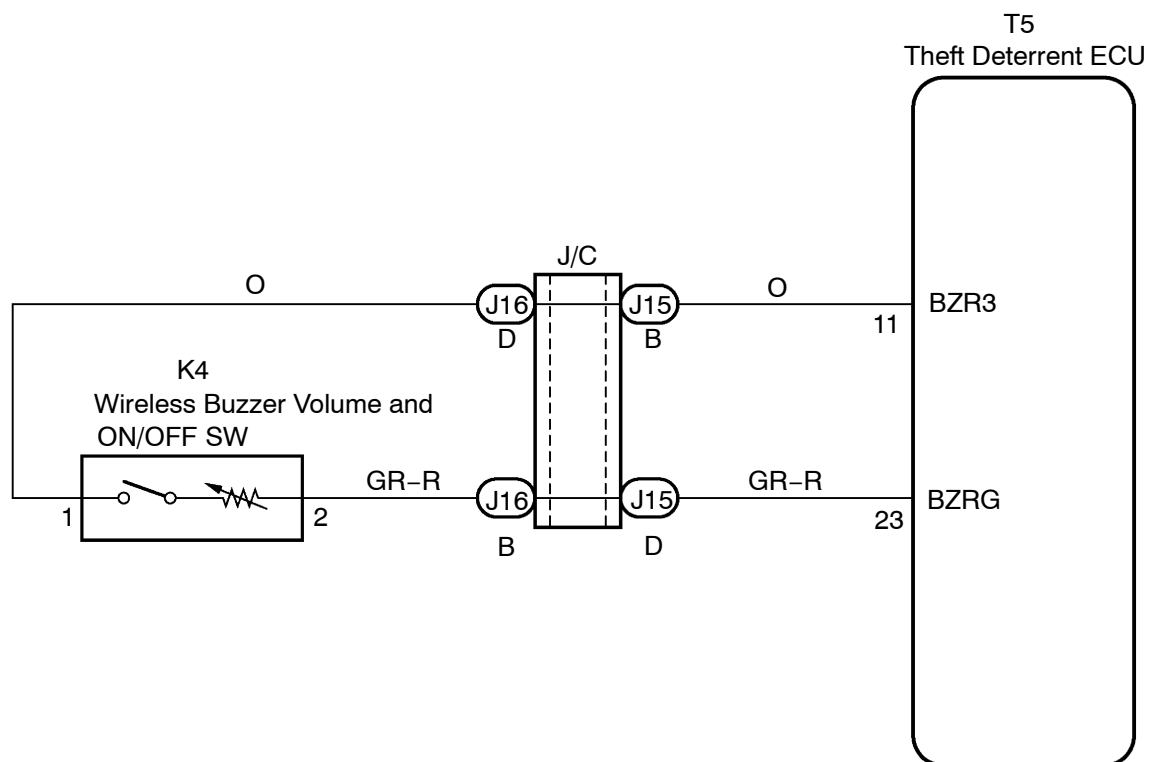 T5
Theft Deterrent ECU
J/C
O
J16
J15
O
BZR3
D
B
11
K4
Wireless Buzzer Volume and
ON/OFF SW
GR−R
J16
J15
GR−R
BZRG
1
2
23
B
D